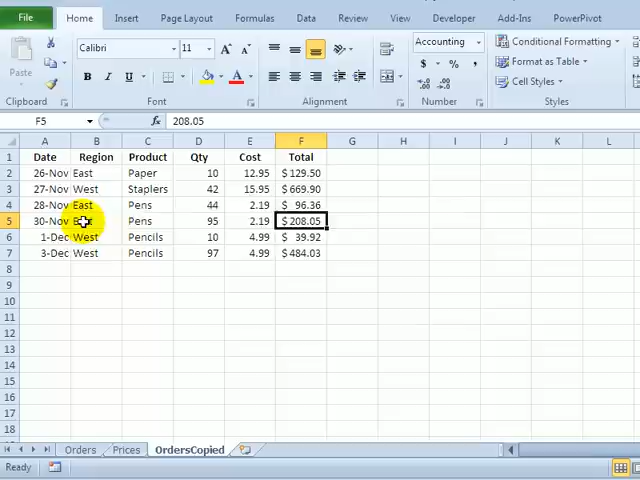 File Home Insert Page Layout Formulas Data Review View Developer Add-Ins PowerPivot
Paste
Calibri 11
B I U
A A A
Accounting
$ % ,
Conditional Formatting
Format as Table
Cell Styles
Clipboard Font Alignment Number Styles
F5 fx 208.05
A B C D E F G H I J K L
1 Date Region Product Qty Cost Total
2 26-Nov East Paper 10 12.95 $ 129.50
3 27-Nov West Staplers 42 15.95 $ 669.90
4 28-Nov East Pens 44 2.19 $ 96.36
5 30-Nov Pens 95 2.19 $ 208.05
6 1-Dec West Pencils 10 4.99 $ 39.92
7 3-Dec West Pencils 97 4.99 $ 484.03
8
9
10
11
12
13
14
15
16
17
Orders Prices OrdersCopied
Ready